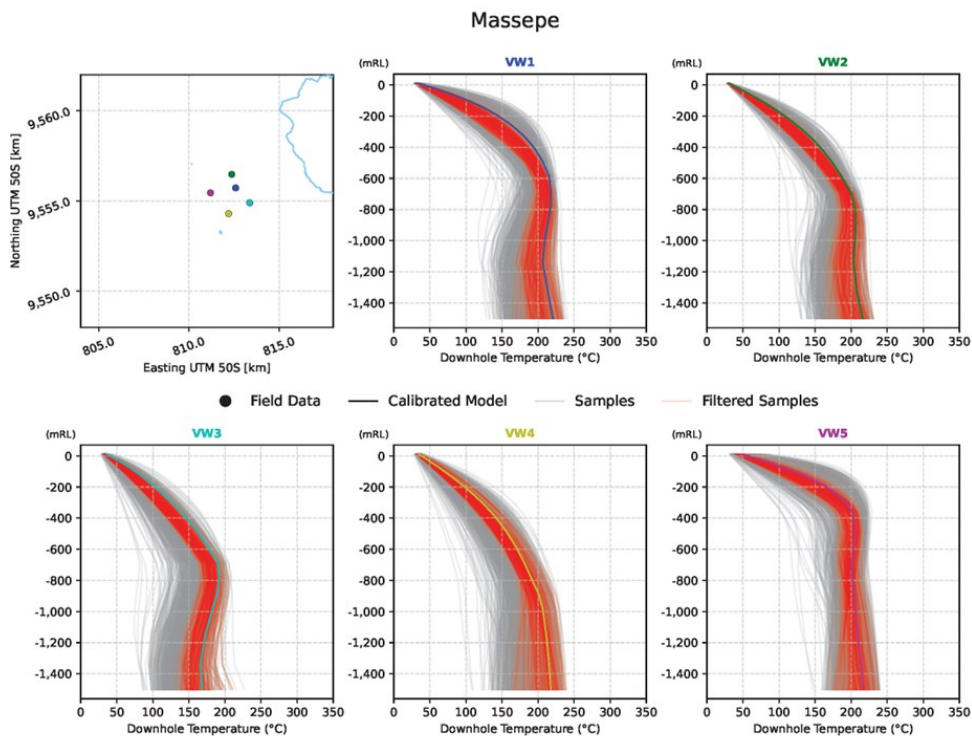 Massepe
(mRL) VW1
0
-200
-400
-600
-800
-1,000
-1,200
-1,400
0 50 100 150 200 250 300 350
Downhole Temperature (°C)
(mRL) VW2
0
-200
-400
-600
-800
-1,000
-1,200
-1,400
0 50 100 150 200 250 300 350
Downhole Temperature (°C)
Northing UTM 50S [km]
9,560.0
9,555.0
9,550.0
805.0 810.0 815.0
Easting UTM 50S [km]
Field Data Calibrated Model Samples Filtered Samples
(mRL) VW3
0
-200
-400
-600
-800
-1,000
-1,200
-1,400
0 50 100 150 200 250 300 350
Downhole Temperature (°C)
(mRL) VW4
0
-200
-400
-600
-800
-1,000
-1,200
-1,400
0 50 100 150 200 250 300 350
Downhole Temperature (°C)
(mRL) VW5
0
-200
-400
-600
-800
-1,000
-1,200
-1,400
0 50 100 150 200 250 300 350
Downhole Temperature (°C)